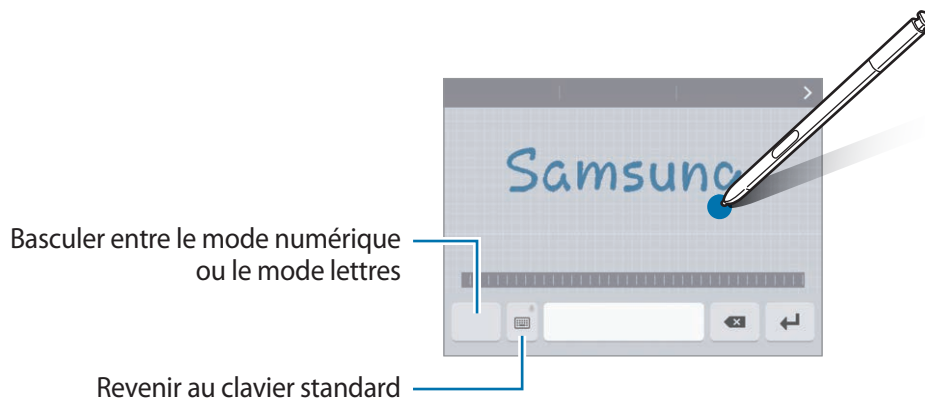 Samsung
Basculer entre le mode numérique
ou le mode lettres
Revenir au clavier standard